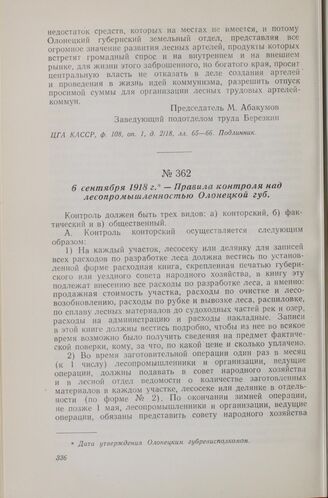 недостаток средств, которых на местах не имеется, и потому
Олонецкий губернский земельный отдел, представляя все
огромное значение развития лесных артелей, продукты которых
встретят громадный спрос и на внутреннем и на внешнем
рынке, для жизни этого заброшенного, но богатого края, просит
центральную власть не отказать в деле создания артелей
и проведения в жизнь идей коммунизма, разрешить отпуск
просимой суммы для организации лесных трудовых артелей-
коммун.
Председатель М. Абакумов
Заведующий подотделом труда Березкин
ЦГА КАССР, ф. 108, оп. 1, д. 2/18, лл. 65—66. Подлинник.
№ 362
6 сентября 1918 г.* — Правила контроля над
лесопромышленностью Олонецкой губ.
Контроль должен быть трех видов: а) конторский, б) фак-
тический и в) общественный.
А. Контроль конторский осуществляется следующим
образом:
1) На каждый участок, лесосеку или делянку для записей
всех расходов по разработке леса должна вестись по установ-
ленной форме расходная книга, скрепленная печатью губерн-
ского или уездного совета народного хозяйства, в книгу эту
подлежат внесению все расходы по разработке леса, а именно:
продажная стоимость участка, расходы по очистке и лесо-
возобновлению, расходы по рубке и вывозке леса, распиловке,
по сплаву лесных материалов до судоходных частей рек и озер,
расходы на администрацию и расходы накладные. Записи
в этой книге должны вестись подробно, чтобы из нее во всякое
время возможно было получить сведения на предмет фактиче-
ской поверки, кому, за что, по какой цене и сколько уплачено.
2) Во время заготовительной операции один раз в месяц
(к 1 числу) лесопромышленники и организации, ведущие
операции, должны подавать в совет народного хозяйства
и в лесной отдел ведомости о количестве заготовленных
материалов в каждом участке, лесосеке или делянке в отдель-
ности (по форме № 2). По окончании зимней операции,
не позже 1 мая, лесопромышленники и организации, ведущие
операции, обязаны представить совету народного хозяйства
* Дата утверждения Олонецким губревисполкомом.
336